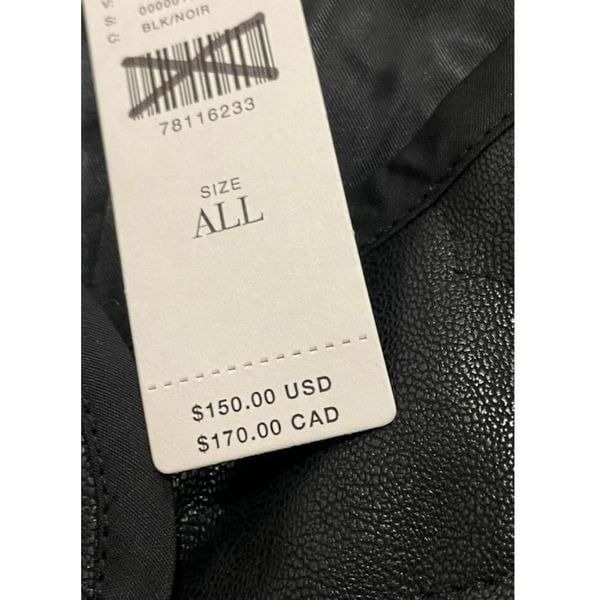 V:
S:
C: BLK/NOIR
78116233
SIZE
ALL
$150.00 USD
$170.00 CAD